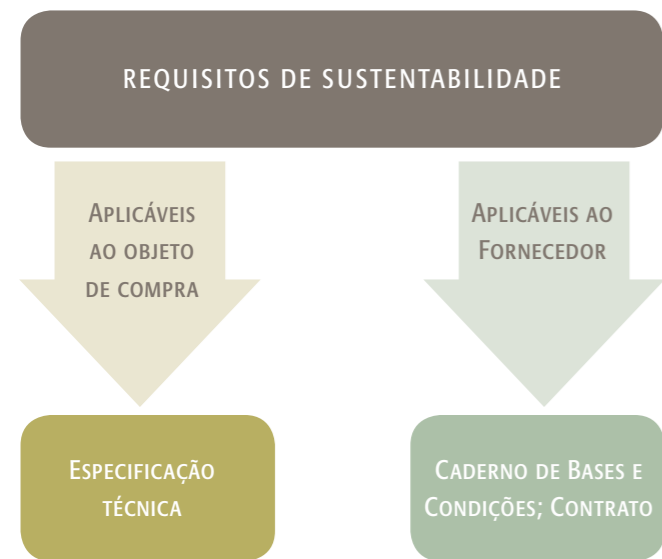 REQUISITOS DE SUSTENTABILIDADE
APLICÁVEIS
AO OBJETO
DE COMPRA
APLICÁVEIS AO
FORNECEDOR
ESPECIFICAÇÃO
TÉCNICA
CADERNO DE BASES E
CONDIÇÕES; CONTRATO